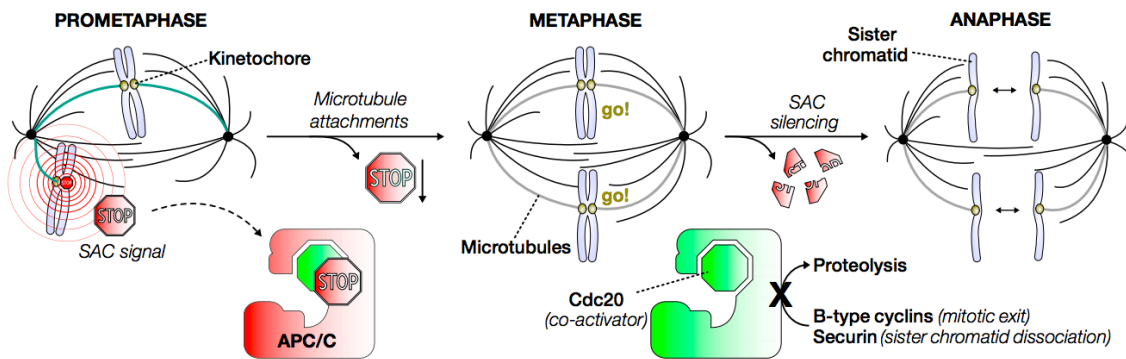 PROMETAPHASE
Kinetochore
STOP
STOP
SAC signal
Microtubule
attachments
STOP
STOP
APC/C
METAPHASE
go!
go!
Microtubules
Cdc20
(co-activator)
SAC
silencing
ANAPHASE
Sister
chromatid
X
Proteolysis
B-type cyclins (mitotic exit)
Securin (sister chromatid dissociation)